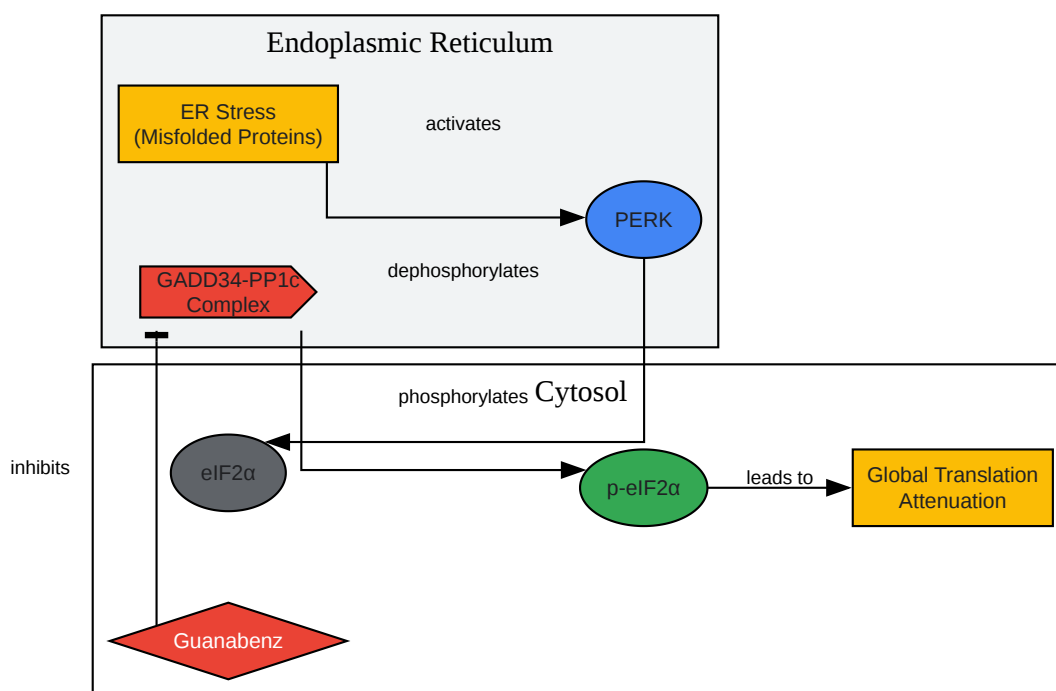 Endoplasmic Reticulum
ER Stress
(Misfolded Proteins)
activates
PERK
dephosphorylates
GADD34-PP1c
Complex
phosphorylates
Cytosol
inhibits
eIF2α
p-eIF2α
leads to
Global Translation
Attenuation
Guanabenz